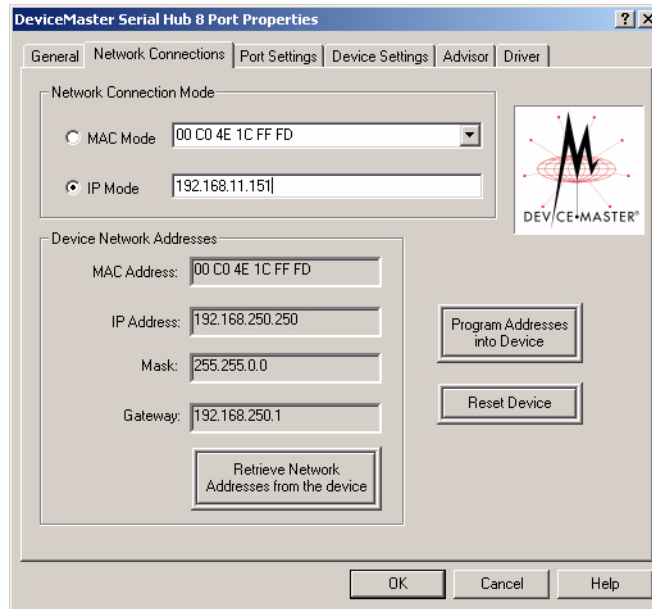 DeviceMaster Serial Hub 8 Port Properties
General Network Connections Port Settings Device Settings Advisor Driver
Network Connection Mode
MAC Mode 00 C0 4E 1C FF FD
IP Mode 192.168.11.151
DEVICE•MASTER®
Device Network Addresses
MAC Address: 00 C0 4E 1C FF FD
IP Address: 192.168.250.250
Mask: 255.255.0.0
Gateway: 192.168.250.1
Retrieve Network
Addresses from the device
Program Addresses
into Device
Reset Device
OK Cancel Help